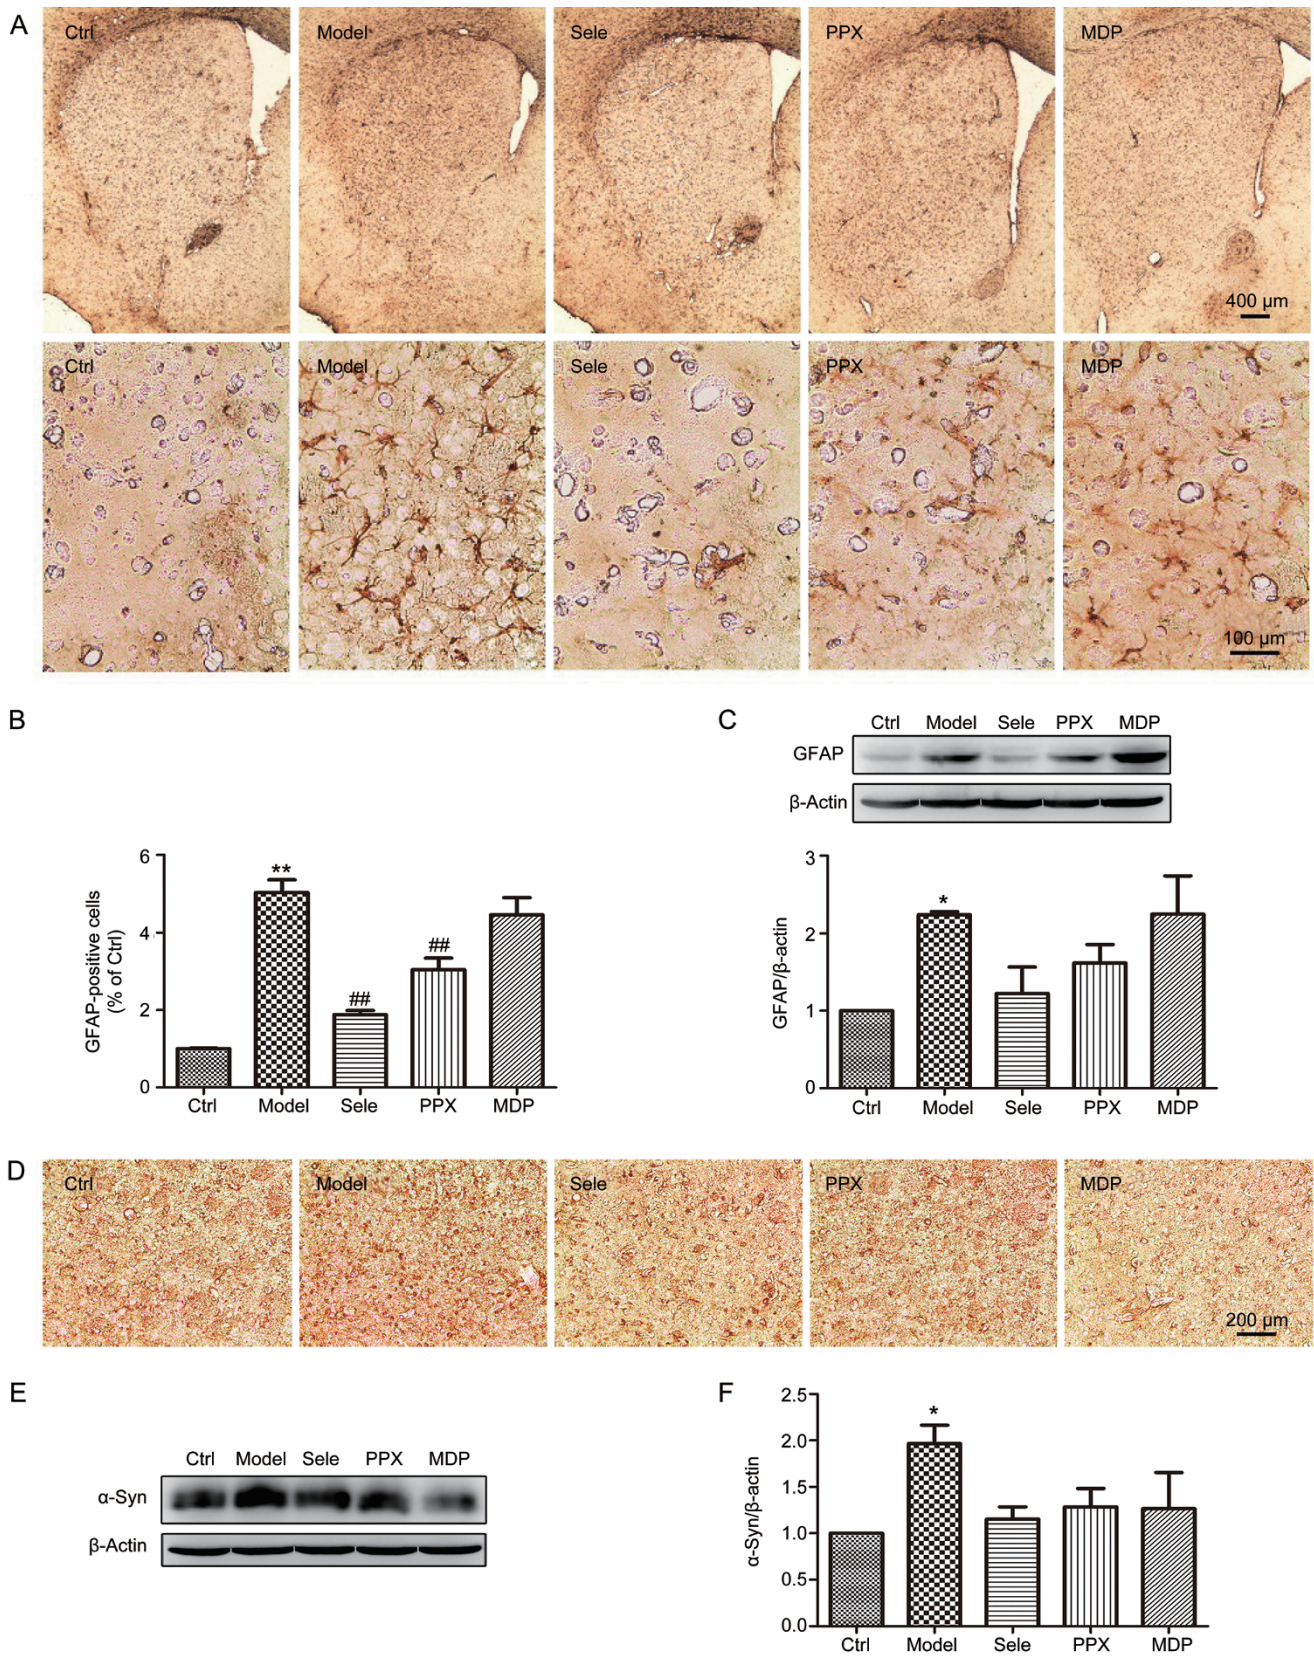 A
Ctrl
Model
Sele
PPX
MDP
400 µm
Ctrl
Model
Sele
PPX
MDP
100 µm
B
GFAP-positive cells
(% of Ctrl)
6
4
2
0
**
##
##
Ctrl
Model
Sele
PPX
MDP
C
Ctrl Model Sele PPX MDP
GFAP
β-Actin
GFAP/β-actin
3
2
1
0
*
Ctrl
Model
Sele
PPX
MDP
D
Ctrl
Model
Sele
PPX
MDP
200 µm
E
Ctrl Model Sele PPX MDP
α-Syn
β-Actin
F
α-Syn/β-actin
2.5
2.0
1.5
1.0
0.5
0.0
*
Ctrl
Model
Sele
PPX
MDP